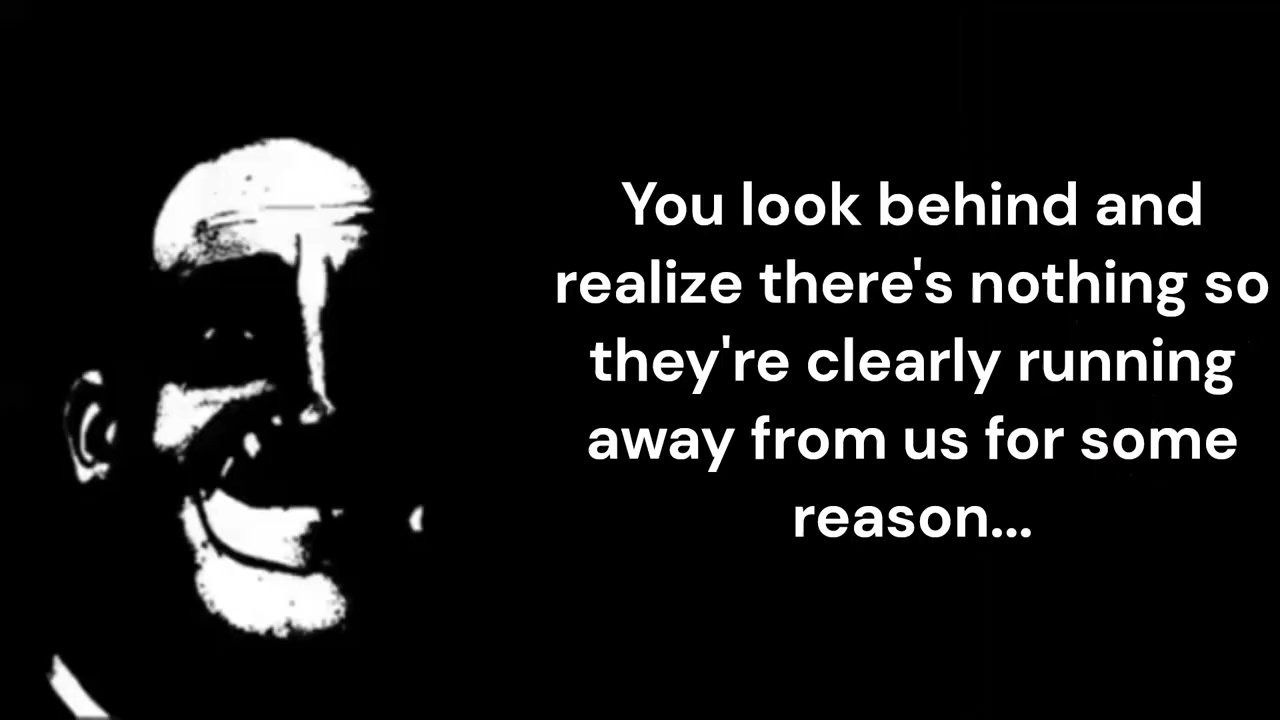 You look behind and
realize there's nothing so
they're clearly running
away from us for some
reason...